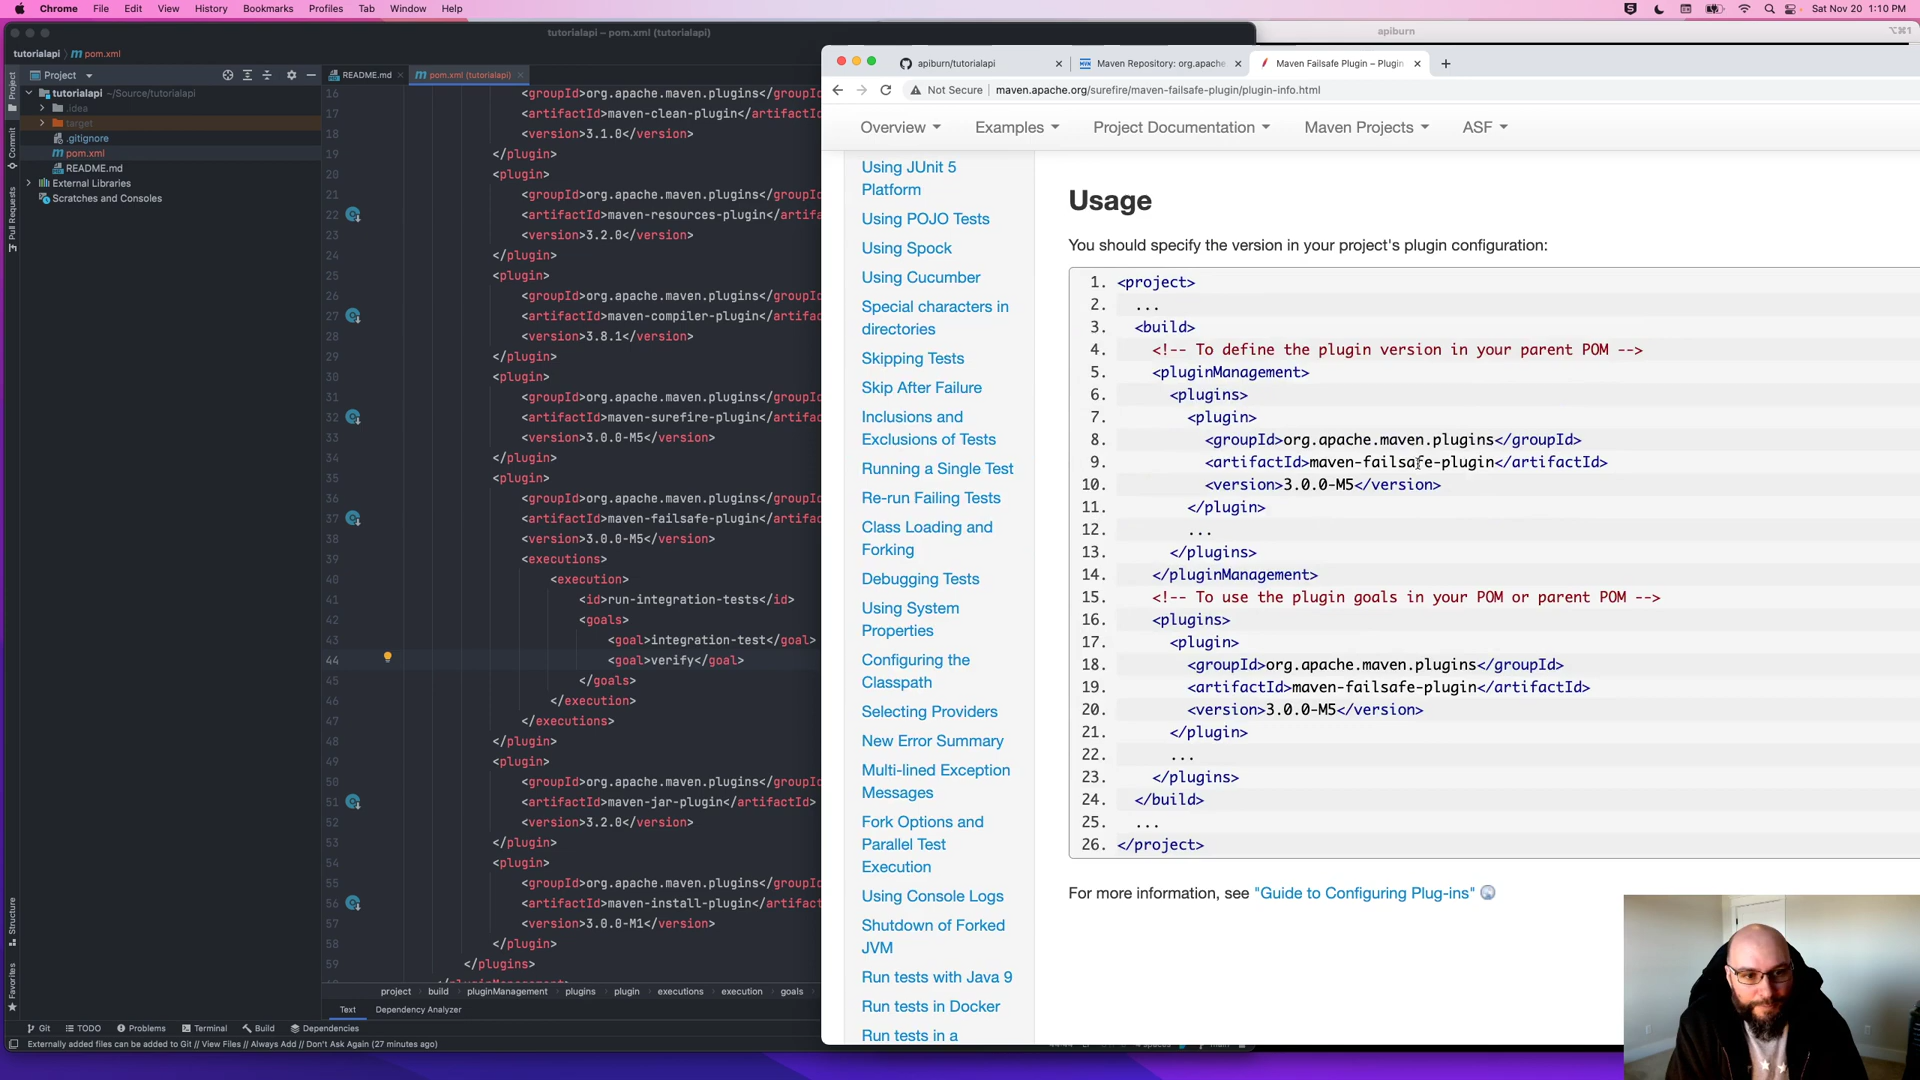 Chrome File Edit View History Bookmarks Profiles Tab Window Help Sat Nov 20 1:10 PM
tutorialapi – pom.xml (tutorialapi)
apiburn ⌥⌘1
tutorialapi pom.xml
Project
README.md
pom.xml (tutorialapi)
tutorialapi ~/Source/tutorialapi
.idea
target
.gitignore
pom.xml
README.md
External Libraries
Scratches and Consoles
Project
Commit
Pull Requests
Structure
Favorites
16 <groupId>org.apache.maven.plugins</groupId
17 <artifactId>maven-clean-plugin</artifactId
18 <version>3.1.0</version>
19 </plugin>
20 <plugin>
21 <groupId>org.apache.maven.plugins</groupId
22 <artifactId>maven-resources-plugin</artifa
23 <version>3.2.0</version>
24 </plugin>
25 <plugin>
26 <groupId>org.apache.maven.plugins</groupId
27 <artifactId>maven-compiler-plugin</artifac
28 <version>3.8.1</version>
29 </plugin>
30 <plugin>
31 <groupId>org.apache.maven.plugins</groupId
32 <artifactId>maven-surefire-plugin</artifac
33 <version>3.0.0-M5</version>
34 </plugin>
35 <plugin>
36 <groupId>org.apache.maven.plugins</groupId
37 <artifactId>maven-failsafe-plugin</artifac
38 <version>3.0.0-M5</version>
39 <executions>
40 <execution>
41 <id>run-integration-tests</id>
42 <goals>
43 <goal>integration-test</goal>
44 <goal>verify</goal>
45 </goals>
46 </execution>
47 </executions>
48 </plugin>
49 <plugin>
50 <groupId>org.apache.maven.plugins</groupId
51 <artifactId>maven-jar-plugin</artifactId>
52 <version>3.2.0</version>
53 </plugin>
54 <plugin>
55 <groupId>org.apache.maven.plugins</groupId
56 <artifactId>maven-install-plugin</artifact
57 <version>3.0.0-M1</version>
58 </plugin>
59 </plugins>
project build pluginManagement plugins plugin executions execution goals
Text Dependency Analyzer
Git TODO Problems Terminal Build Dependencies
Externally added files can be added to Git // View Files // Always Add // Don't Ask Again (27 minutes ago)
apiburn/tutorialapi
Maven Repository: org.apache
Maven Failsafe Plugin – Plugin
Not Secure maven.apache.org/surefire/maven-failsafe-plugin/plugin-info.html
Overview Examples Project Documentation Maven Projects ASF
Using JUnit 5
Platform
Using POJO Tests
Using Spock
Using Cucumber
Special characters in
directories
Skipping Tests
Skip After Failure
Inclusions and
Exclusions of Tests
Running a Single Test
Re-run Failing Tests
Class Loading and
Forking
Debugging Tests
Using System
Properties
Configuring the
Classpath
Selecting Providers
New Error Summary
Multi-lined Exception
Messages
Fork Options and
Parallel Test
Execution
Using Console Logs
Shutdown of Forked
JVM
Run tests with Java 9
Run tests in Docker
Run tests in a
Usage
You should specify the version in your project's plugin configuration:
1. <project>
2. ...
3. <build>
4. <!-- To define the plugin version in your parent POM -->
5. <pluginManagement>
6. <plugins>
7. <plugin>
8. <groupId>org.apache.maven.plugins</groupId>
9. <artifactId>maven-failsafe-plugin</artifactId>
10. <version>3.0.0-M5</version>
11. </plugin>
12. ...
13. </plugins>
14. </pluginManagement>
15. <!-- To use the plugin goals in your POM or parent POM -->
16. <plugins>
17. <plugin>
18. <groupId>org.apache.maven.plugins</groupId>
19. <artifactId>maven-failsafe-plugin</artifactId>
20. <version>3.0.0-M5</version>
21. </plugin>
22. ...
23. </plugins>
24. </build>
25. ...
26. </project>
For more information, see "Guide to Configuring Plug-ins"